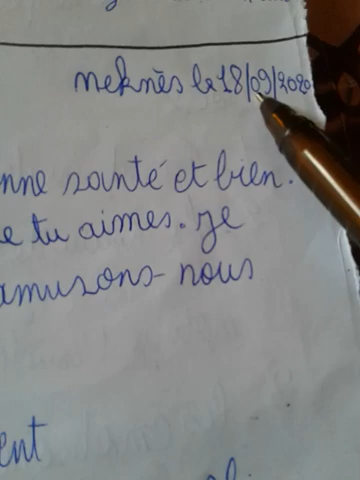 Meknès le 18/09/2020
nne santé et bien.
e tu aimes. je
amusons-nous
ent